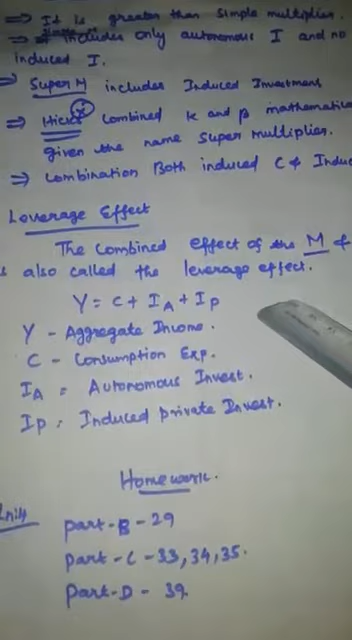 ⇒ It is greater than simple multiplier.
⇒ It includes only autonomous I and no
induced I.
⇒ Super M includes Induced Investment
⇒ Hicks combined k and β mathematica
given the name Super Multiplier.
⇒ Combination Both induced C & Induc
Leverage Effect
The combined effect of the M &
s also called the leverage effect.
Y = C + IA + IP
Y - Aggregate Income.
C - Consumption Exp.
IA = Autonomous Invest.
IP = Induced private Invest.
Homework.
part-B-29
part-C-33, 34, 35.
part-D - 39